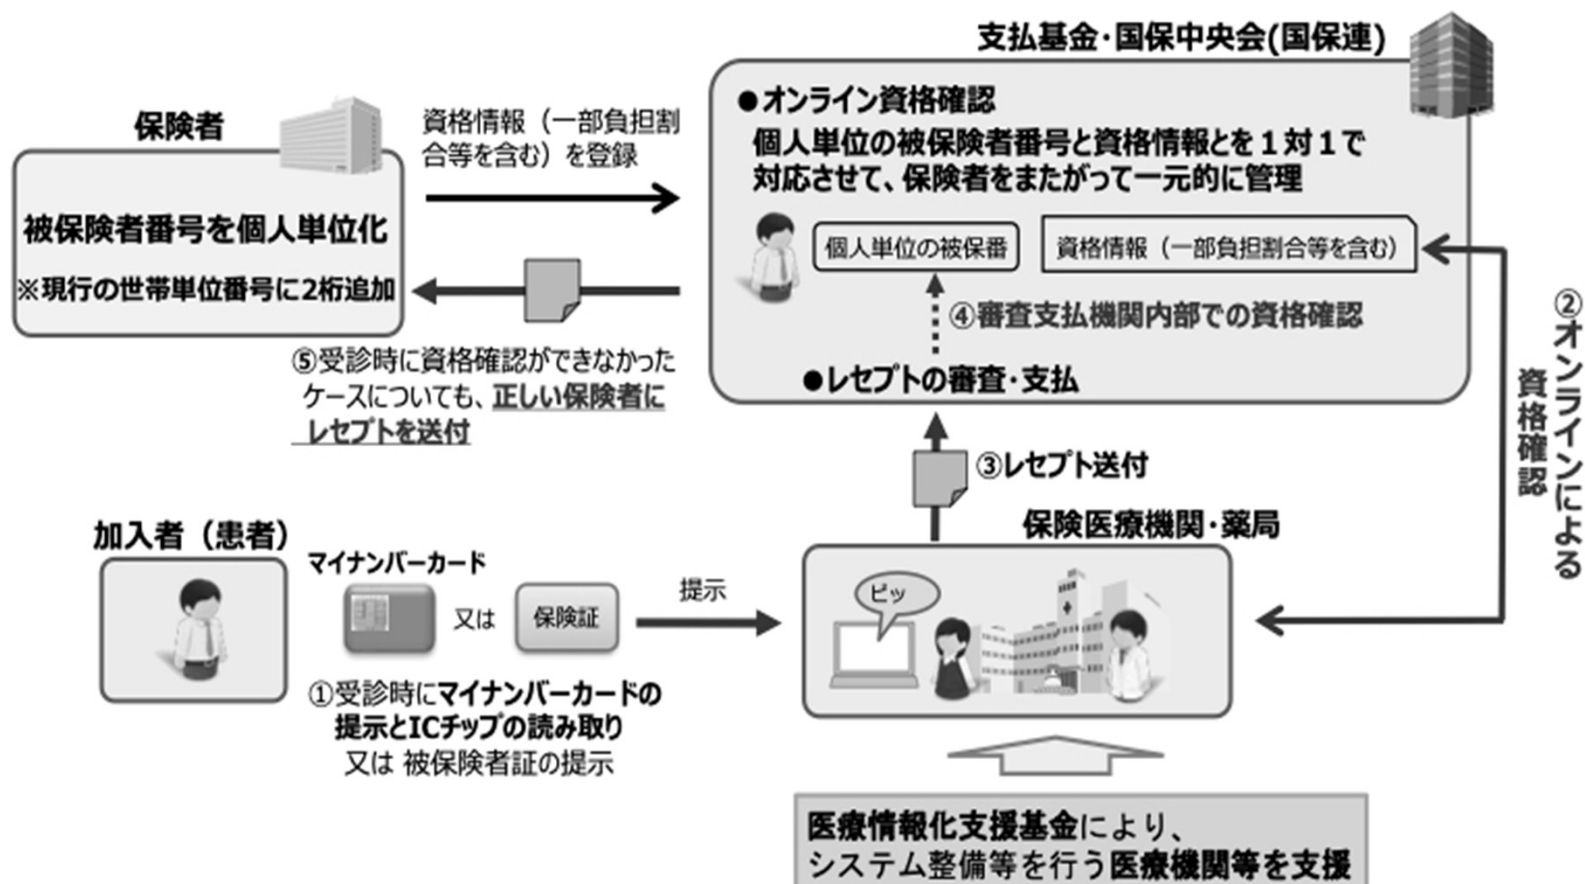 支払基金・国保中央会(国保連)
●オンライン資格確認
個人単位の被保険者番号と資格情報とを１対１で
対応させて、保険者をまたがって一元的に管理
個人単位の被保番
資格情報（一部負担割合等を含む）
④審査支払機関内部での資格確認
●レセプトの審査・支払
保険者
被保険者番号を個人単位化
※現行の世帯単位番号に2桁追加
資格情報（一部負担割
合等を含む）を登録
⑤受診時に資格確認ができなかった
ケースについても、正しい保険者に
レセプトを送付
②オンラインによる
資格確認
③レセプト送付
保険医療機関・薬局
ピッ
加入者（患者）
マイナンバーカード
又は
保険証
提示
①受診時にマイナンバーカードの
提示とICチップの読み取り
又は 被保険者証の提示
医療情報化支援基金により、
システム整備等を行う医療機関等を支援